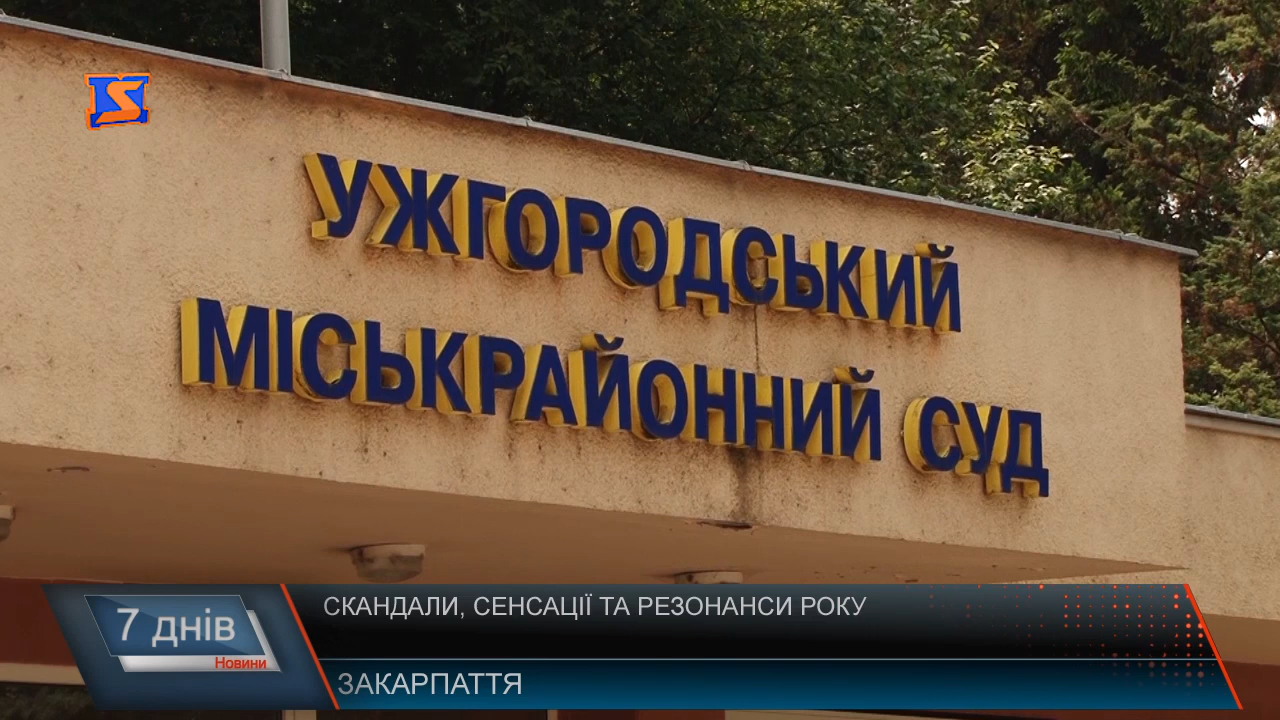 УЖГОРОДСЬКИЙ
МІСЬКРАЙОННИЙ СУД
7 днів
Новини
СКАНДАЛИ, СЕНСАЦІЇ ТА РЕЗОНАНСИ РОКУ
ЗАКАРПАТТЯ